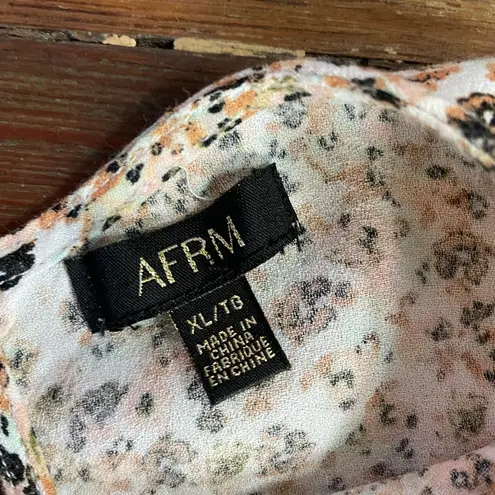 AFRM
XL/TG
MADE IN
CHINA
FABRIQUE
EN CHINE